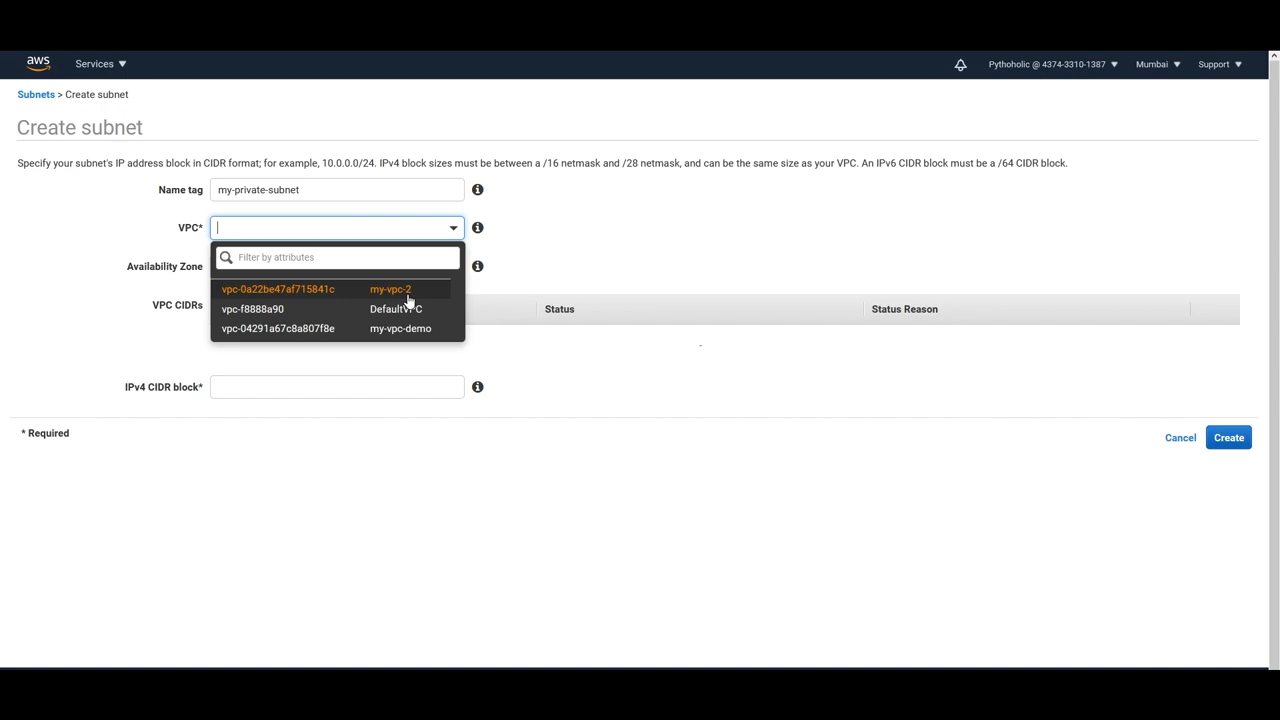 aws Services Pythoholic @ 4374-3310-1387 Mumbai Support
Subnets > Create subnet
Create subnet
Specify your subnet's IP address block in CIDR format; for example, 10.0.0.0/24. IPv4 block sizes must be between a /16 netmask and /28 netmask, and can be the same size as your VPC. An IPv6 CIDR block must be a /64 CIDR block.
Name tag my-private-subnet
VPC*
Filter by attributes
Availability Zone
vpc-0a22be47af715841c my-vpc-2
VPC CIDRs
vpc-f8888a90 DefaultVPC
Status Status Reason
vpc-04291a67c8a807f8e my-vpc-demo
-
IPv4 CIDR block*
* Required
Cancel Create